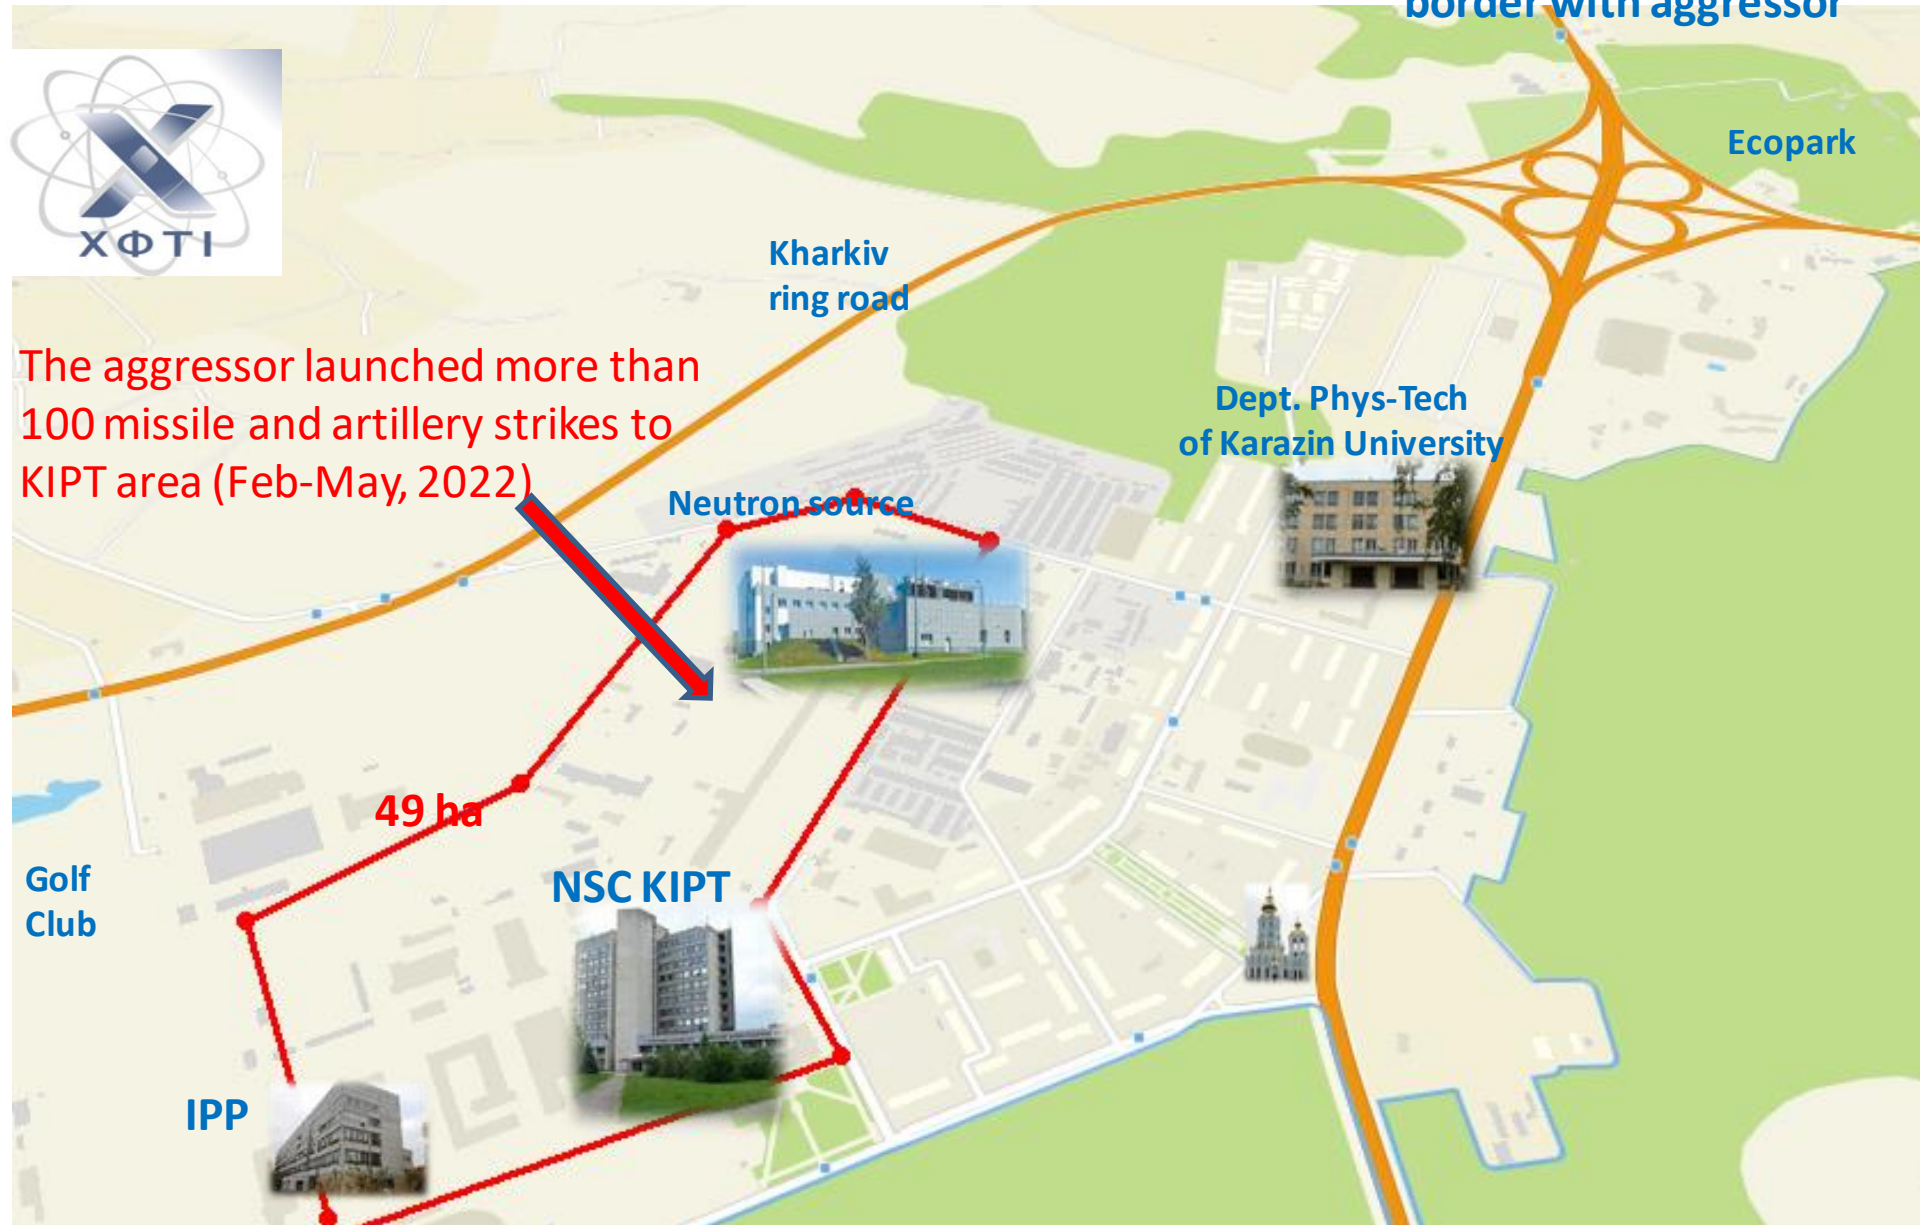 border with aggressor
Ecopark
ХФТІ
Kharkiv
ring road
The aggressor launched more than
100 missile and artillery strikes to
KIPT area (Feb-May, 2022)
Dept. Phys-Tech
of Karazin University
Neutron source
49 ha
Golf
Club
NSC KIPT
IPP